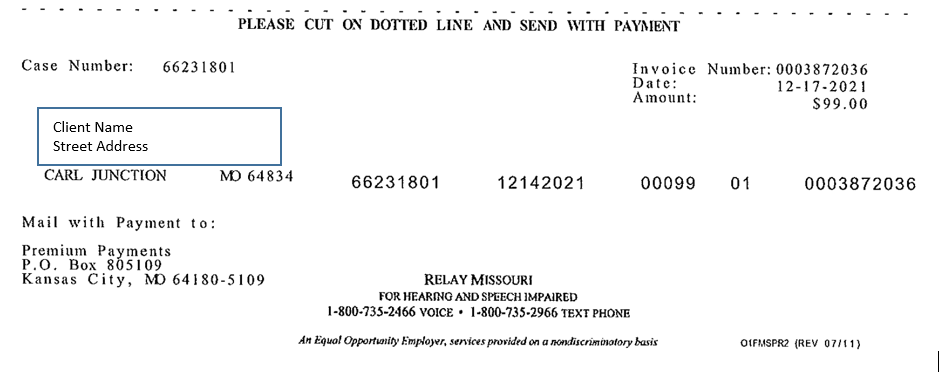 PLEASE CUT ON DOTTED LINE AND SEND WITH PAYMENT
Case Number: 66231801
Invoice Number: 0003872036
Date: 12-17-2021
Amount: $99.00
Client Name
Street Address
CARL JUNCTION MO 64834
66231801 12142021 00099 01 0003872036
Mail with Payment to:
Premium Payments
P.O. Box 805109
Kansas City, MO 64180-5109
RELAY MISSOURI
FOR HEARING AND SPEECH IMPAIRED
1-800-735-2466 VOICE • 1-800-735-2966 TEXT PHONE
An Equal Opportunity Employer, services provided on a nondiscriminatory basis
O1FMSPR2 (REV 07/11)